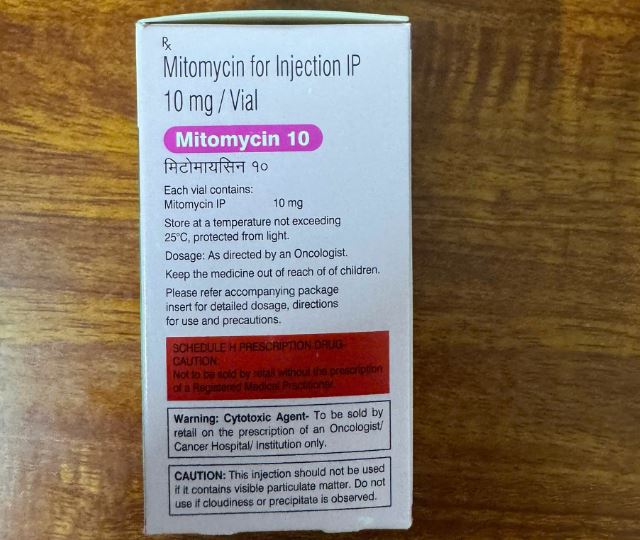 Rx
Mitomycin for Injection IP
10 mg / Vial
Mitomycin 10
मिटोमायसिन १०
Each vial contains:
Mitomycin IP 10 mg
Store at a temperature not exceeding
25°C, protected from light.
Dosage: As directed by an Oncologist.
Keep the medicine out of reach of of children.
Please refer accompanying package
insert for detailed dosage, directions
for use and precautions.
SCHEDULE H PRESCRIPTION DRUG-
CAUTION:
Not to be sold by retail without the prescription
of a Registered Medical Practitioner.
Warning: Cytotoxic Agent- To be sold by
retail on the prescription of an Oncologist/
Cancer Hospital/ Institution only.
CAUTION: This injection should not be used
if it contains visible particulate matter. Do not
use if cloudiness or precipitate is observed.